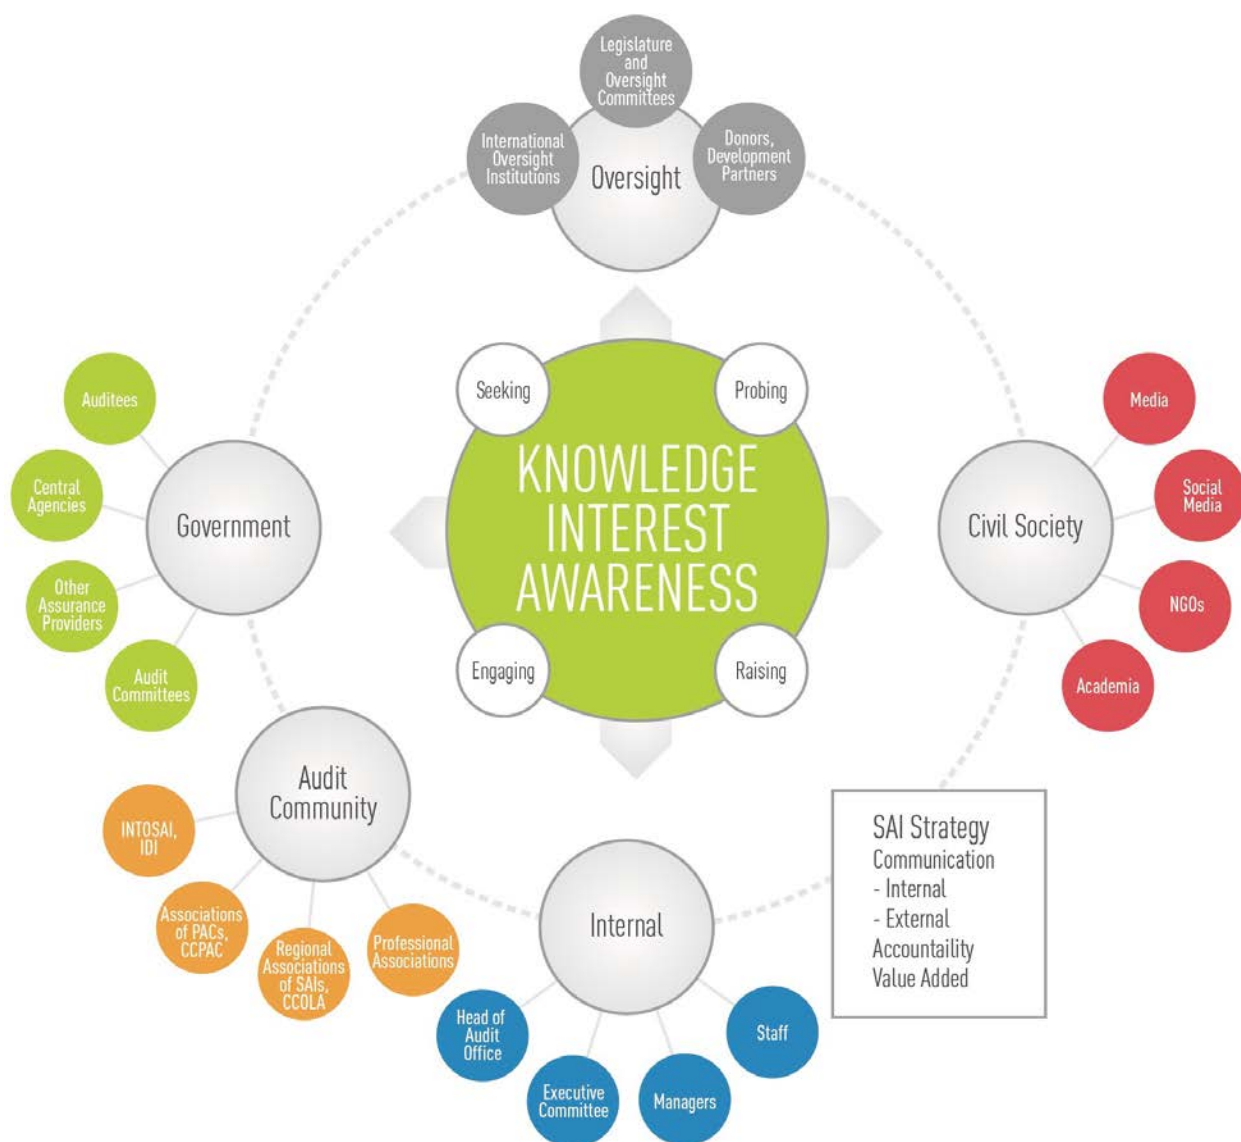 Legislature
and
Oversight
Committees
International
Oversight
Institutions
Donors,
Development
Partners
Oversight
Seeking
Probing
KNOWLEDGE
INTEREST
AWARENESS
Engaging
Raising
Auditees
Central
Agencies
Other
Assurance
Providers
Audit
Committees
Government
Media
Social
Media
NGOs
Academia
Civil Society
Audit
Community
INTOSAI,
IDI
Associations
of PACs,
CCPAC
Regional
Associations
of SAIs,
CCOLA
Professional
Associations
Internal
Head of
Audit
Office
Executive
Committee
Managers
Staff
SAI Strategy
Communication
- Internal
- External
Accountaility
Value Added